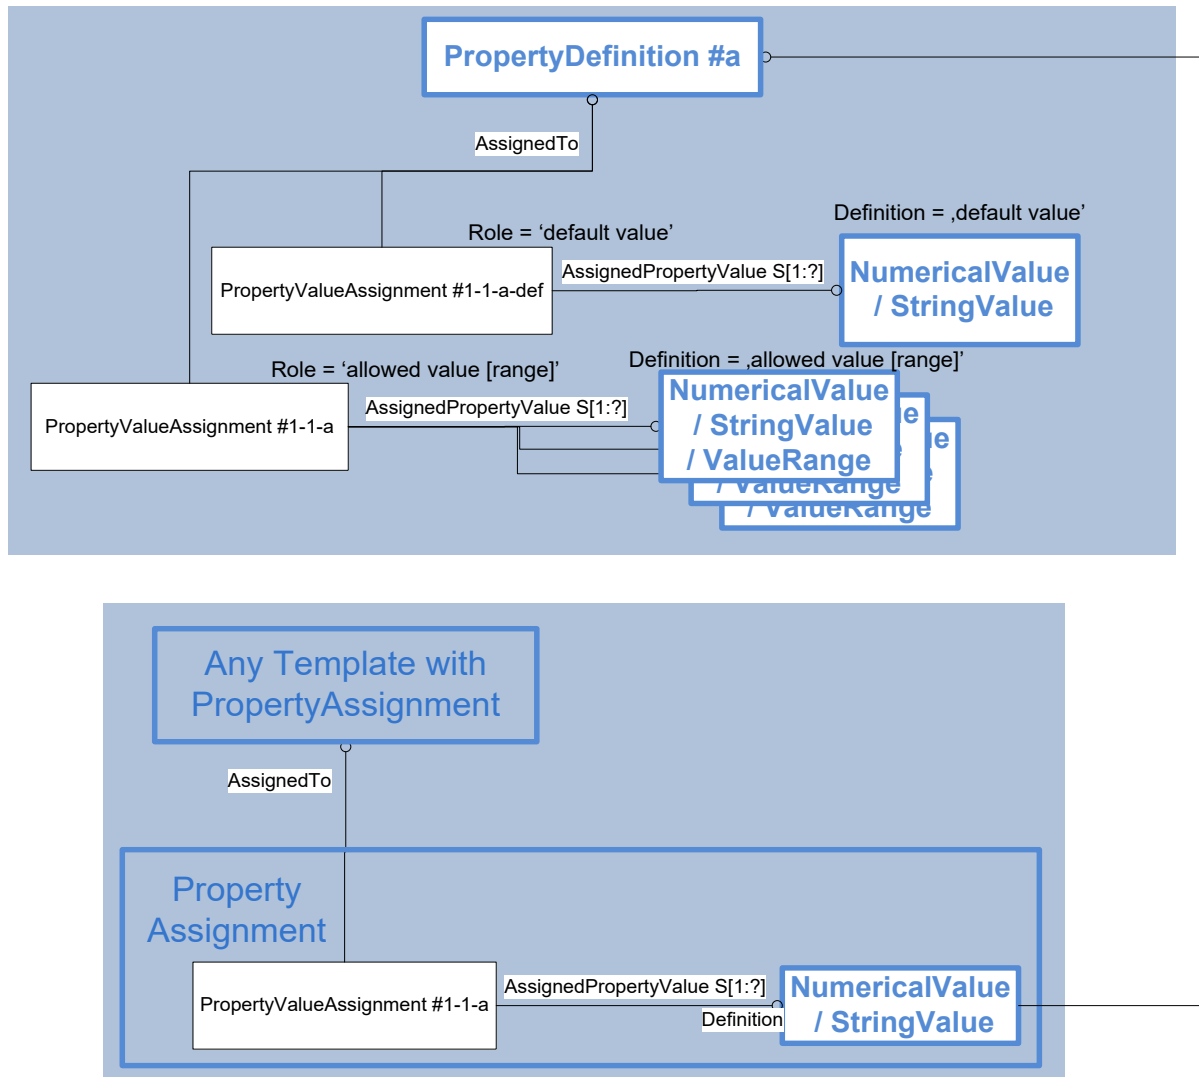 PropertyDefinition #a
AssignedTo
Definition = ‚default value’
Role = ‘default value’
AssignedPropertyValue S[1:?]
NumericalValue
/ StringValue
PropertyValueAssignment #1-1-a-def
Role = ‘allowed value [range]’
Definition = ‚allowed value [range]’
AssignedPropertyValue S[1:?]
PropertyValueAssignment #1-1-a
NumericalValue
/ StringValue
/ ValueRange
/ ValueRange
/ ValueRange
Any Template with
PropertyAssignment
AssignedTo
Property
Assignment
PropertyValueAssignment #1-1-a
AssignedPropertyValue S[1:?]
Definition
NumericalValue
/ StringValue